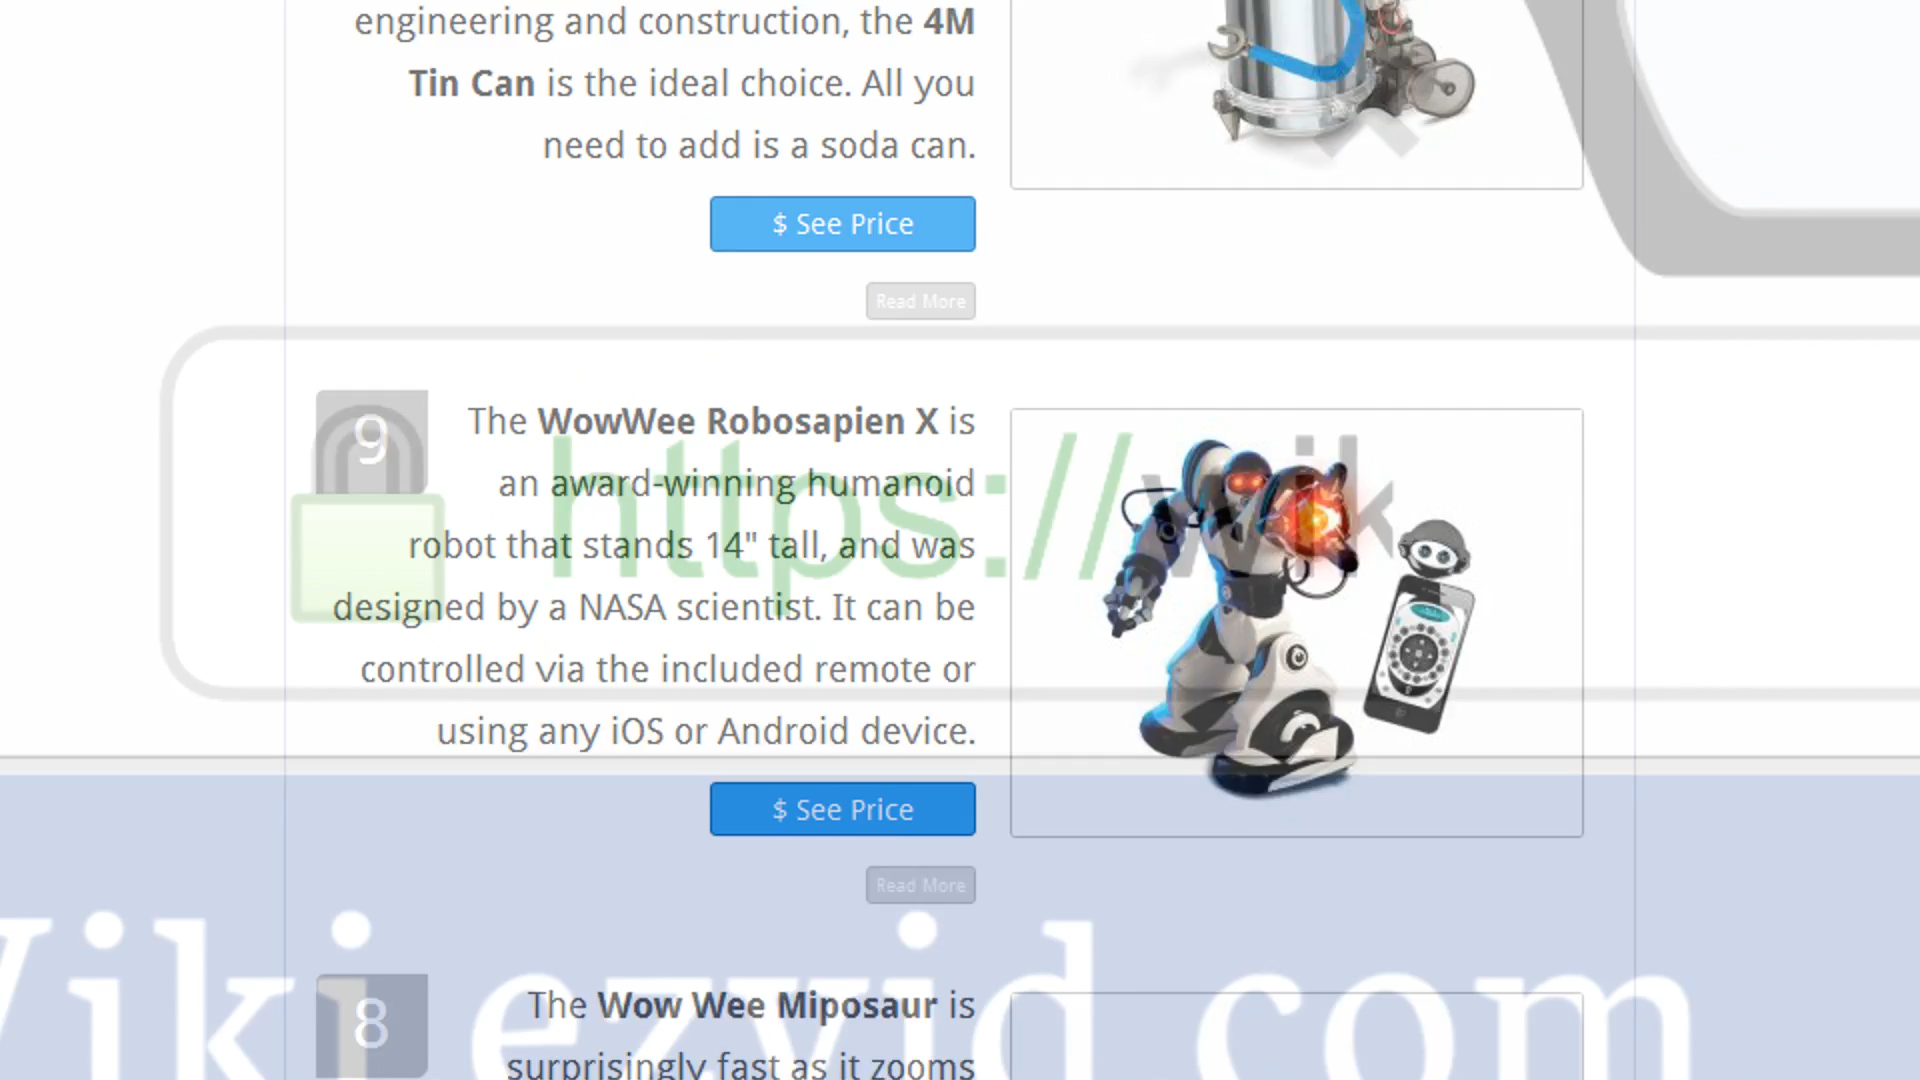 engineering and construction, the 4M
Tin Can is the ideal choice. All you
need to add is a soda can.
$ See Price
Read More
9
The WowWee Robosapien X is
an award-winning humanoid
robot that stands 14" tall, and was
designed by a NASA scientist. It can be
controlled via the included remote or
using any iOS or Android device.
https://wik
$ See Price
Read More
Wiki.ezvid.com
8
The Wow Wee Miposaur is
surprisingly fast as it zooms